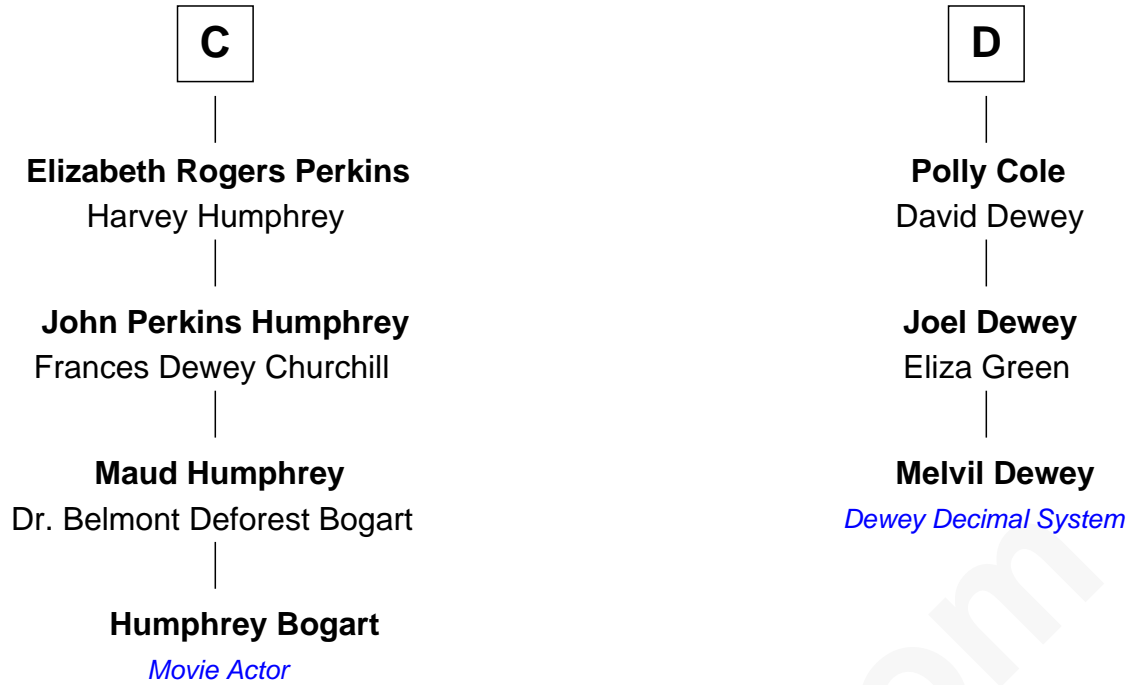 C
Elizabeth Rogers Perkins
Harvey Humphrey
John Perkins Humphrey
Frances Dewey Churchill
Maud Humphrey
Dr. Belmont Deforest Bogart
Humphrey Bogart
Movie Actor
D
Polly Cole
David Dewey
Joel Dewey
Eliza Green
Melvil Dewey
Dewey Decimal System
om